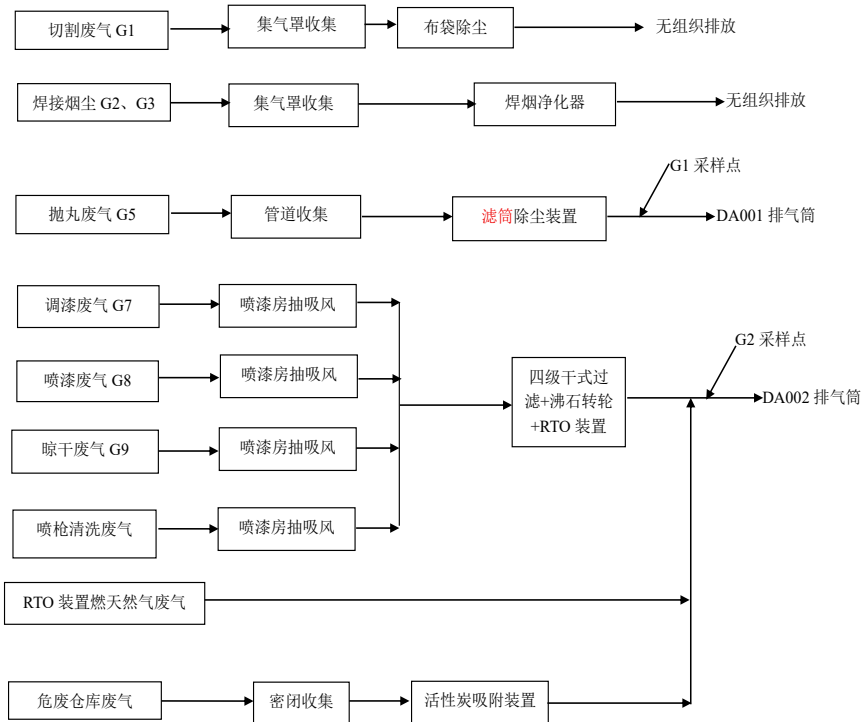 切割废气 G1
集气罩收集
布袋除尘
无组织排放
焊接烟尘 G2、G3
集气罩收集
焊烟净化器
无组织排放
G1 采样点
抛丸废气 G5
管道收集
滤筒除尘装置
DA001 排气筒
调漆废气 G7
喷漆房抽吸风
G2 采样点
喷漆废气 G8
喷漆房抽吸风
四级干式过
滤+沸石转轮
+RTO 装置
DA002 排气筒
晾干废气 G9
喷漆房抽吸风
喷枪清洗废气
喷漆房抽吸风
RTO 装置燃天然气废气
危废仓库废气
密闭收集
活性炭吸附装置